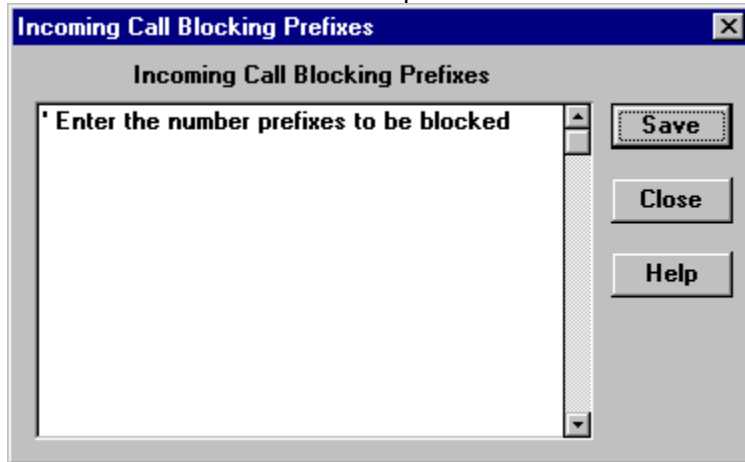 Incoming Call Blocking Prefixes
Incoming Call Blocking Prefixes
' Enter the number prefixes to be blocked
Save
Close
Help